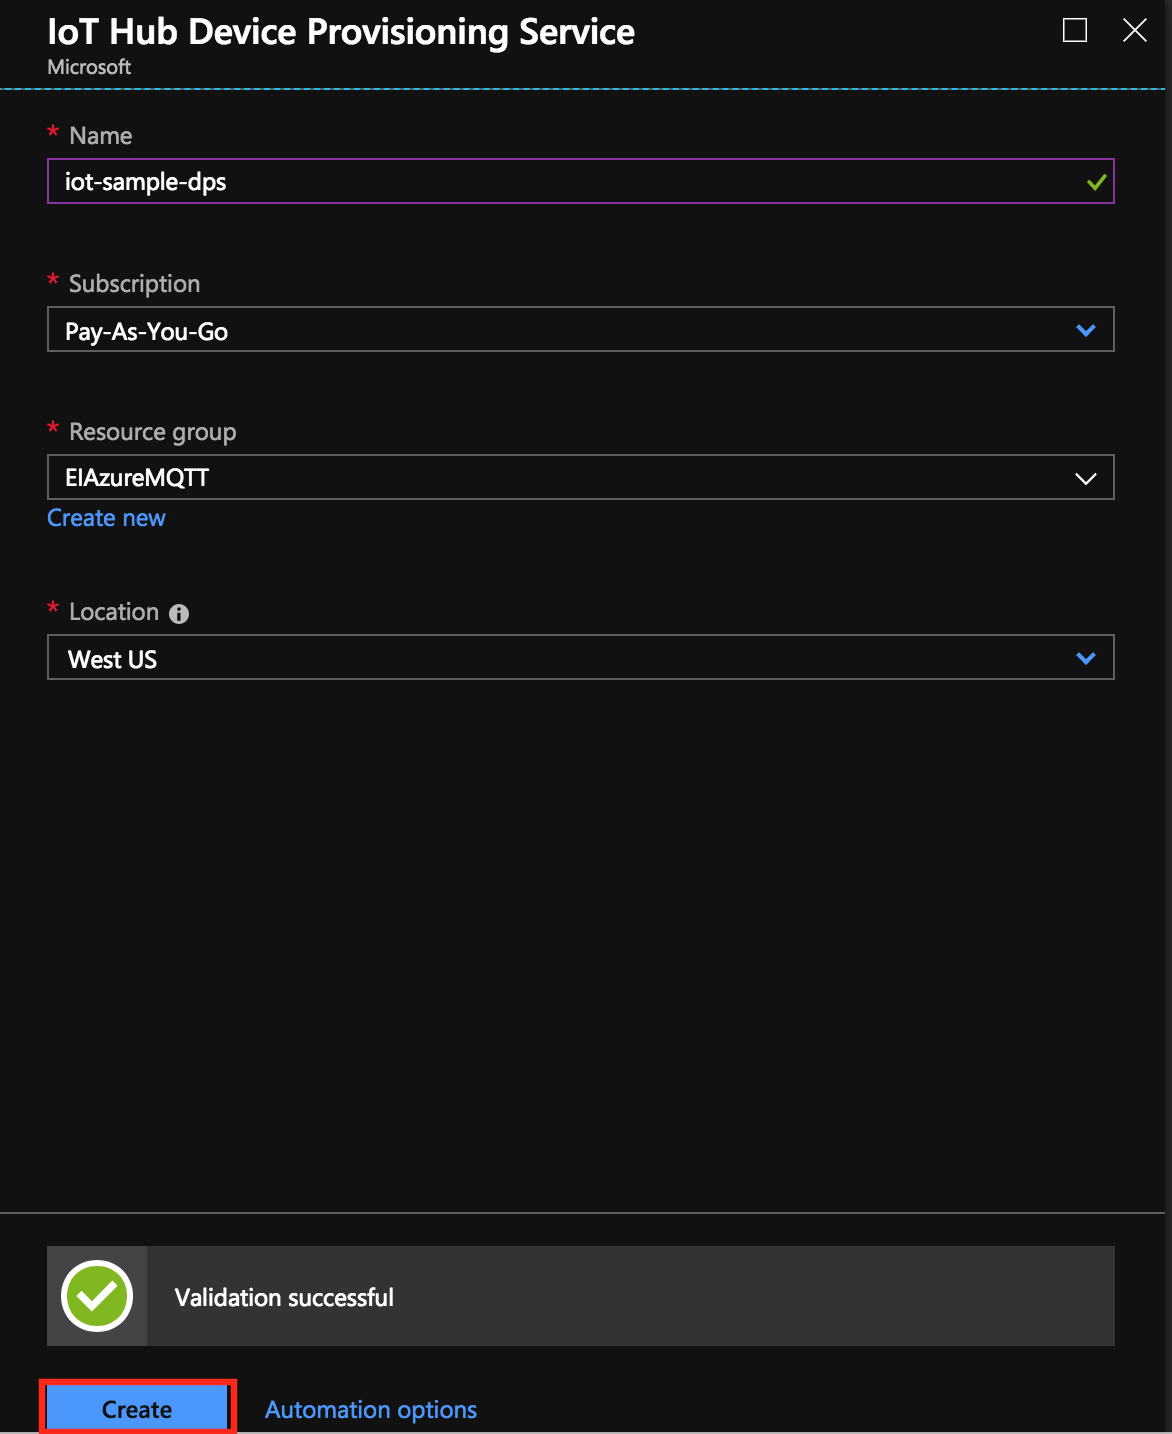 IoT Hub Device Provisioning Service
Microsoft
* Name
iot-sample-dps
* Subscription
Pay-As-You-Go
* Resource group
EIAzureMQTT
Create new
* Location
West US
Validation successful
Create
Automation options